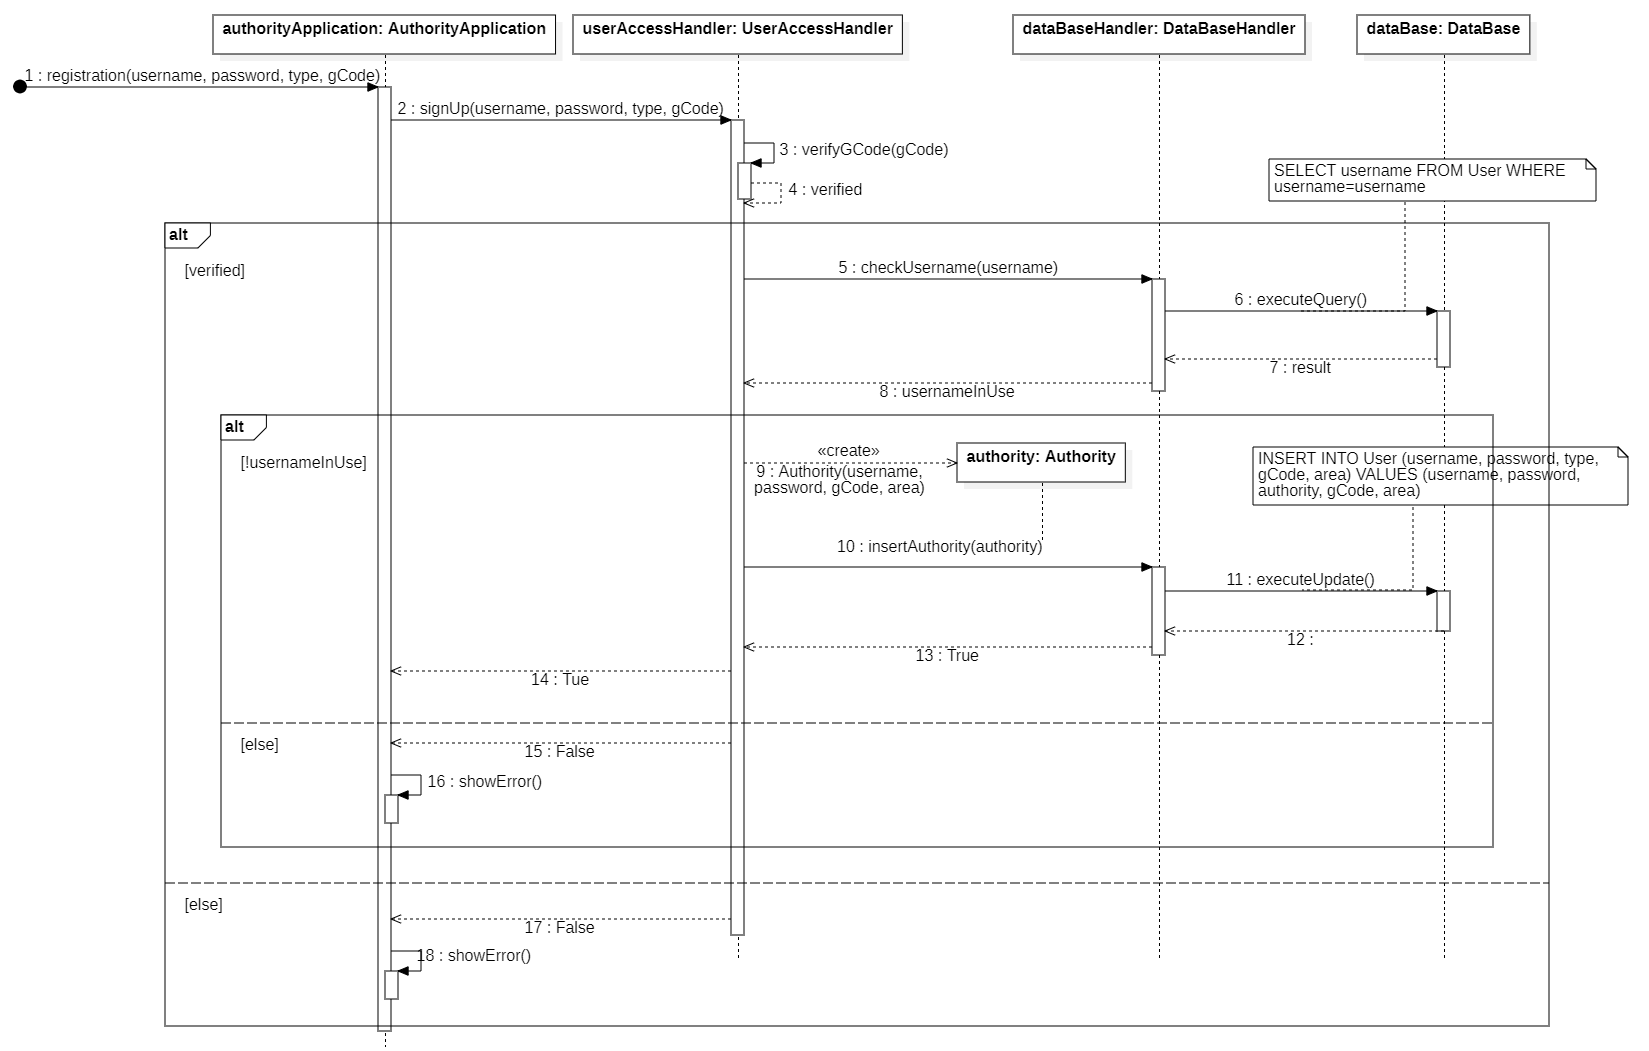 authorityApplication: AuthorityApplication
userAccessHandler: UserAccessHandler
dataBaseHandler: DataBaseHandler
dataBase: DataBase
1 : registration(username, password, type, gCode)
2 : signUp(username, password, type, gCode)
3 : verifyGCode(gCode)
4 : verified
SELECT username FROM User WHERE
username=username
alt
[verified]
5 : checkUsername(username)
6 : executeQuery()
7 : result
8 : usernameInUse
alt
[!usernameInUse]
«create»
9 : Authority(username,
password, gCode, area)
authority: Authority
INSERT INTO User (username, password, type,
gCode, area) VALUES (username, password,
authority, gCode, area)
10 : insertAuthority(authority)
11 : executeUpdate()
12 :
13 : True
14 : Tue
[else]
15 : False
16 : showError()
[else]
17 : False
18 : showError()